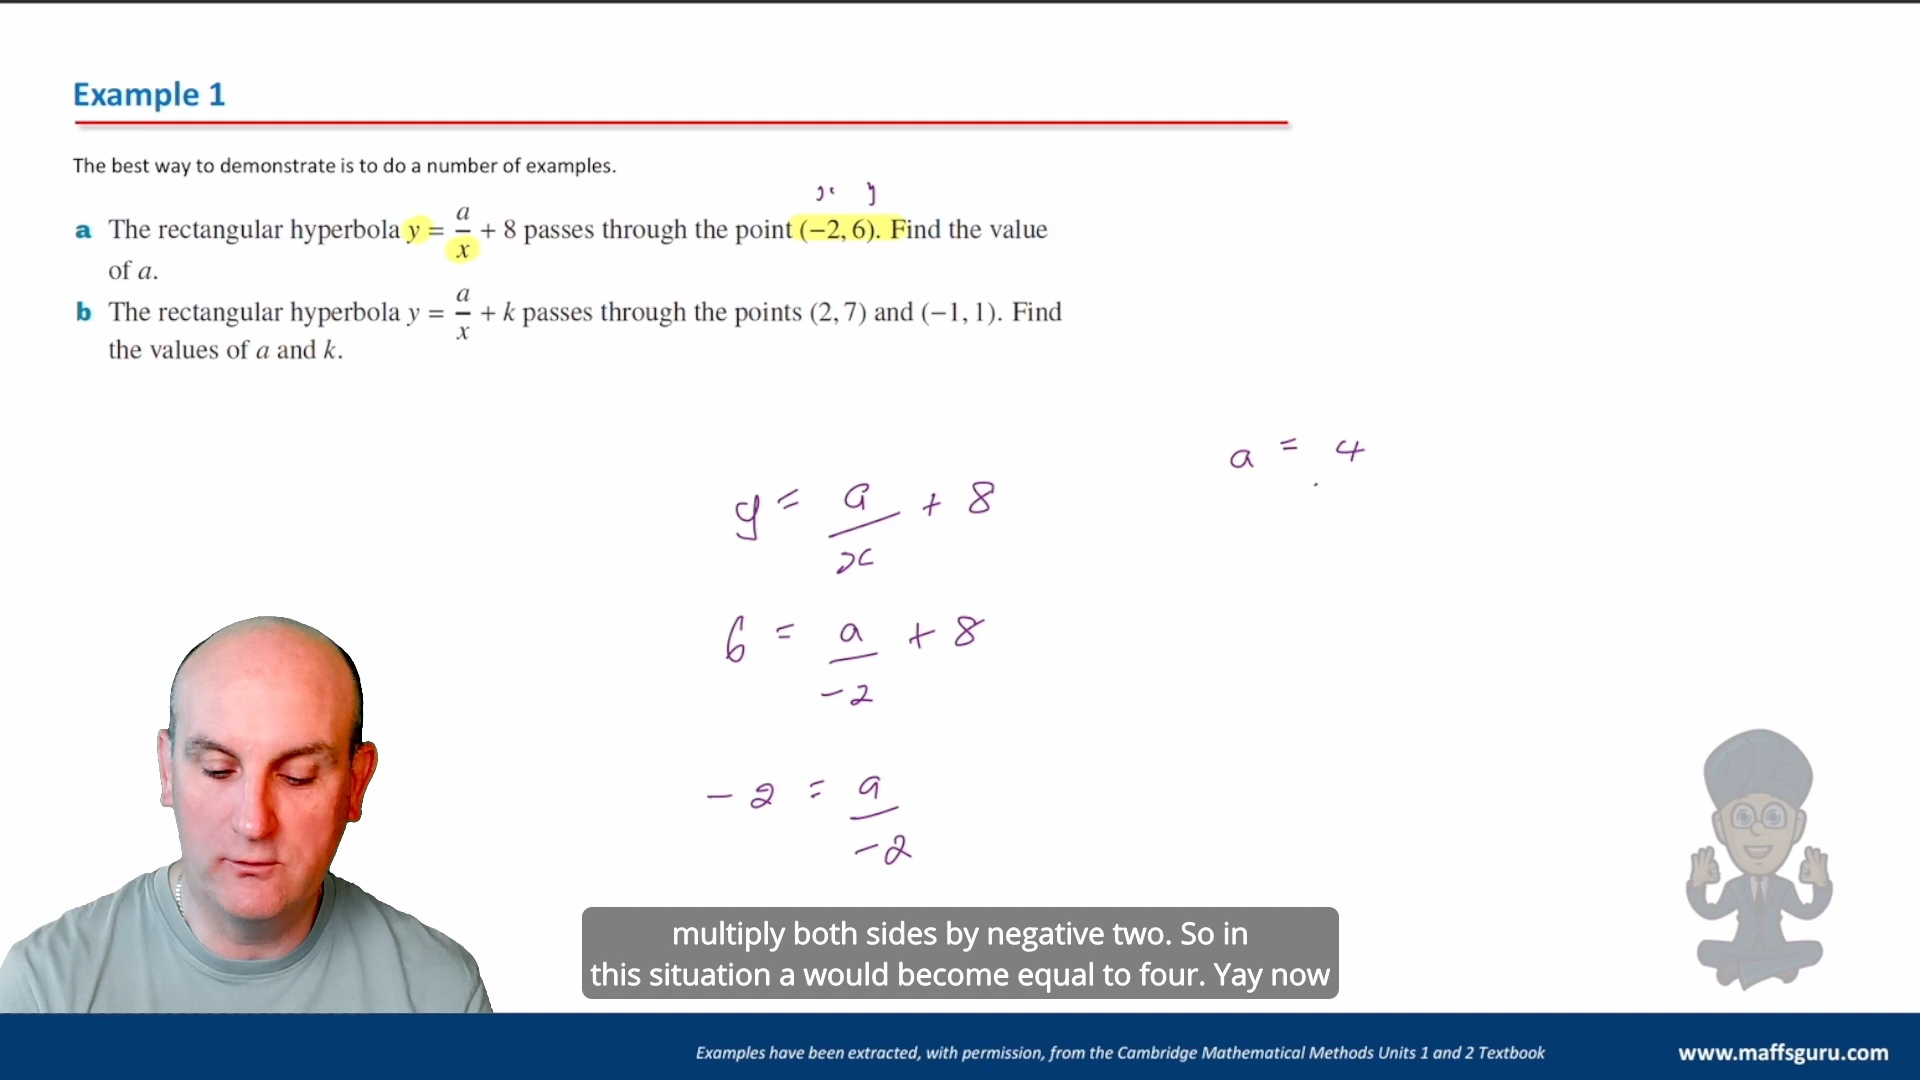 Example 1
The best way to demonstrate is to do a number of examples.
x y
a The rectangular hyperbola y = a/x + 8 passes through the point (−2, 6). Find the value
of a.
b The rectangular hyperbola y = a/x + k passes through the points (2, 7) and (−1, 1). Find
the values of a and k.
a = 4
y = a/x + 8
6 = a/-2 + 8
-2 = a/-2
multiply both sides by negative two. So in
this situation a would become equal to four. Yay now
Examples have been extracted, with permission, from the Cambridge Mathematical Methods Units 1 and 2 Textbook
www.maffsguru.com